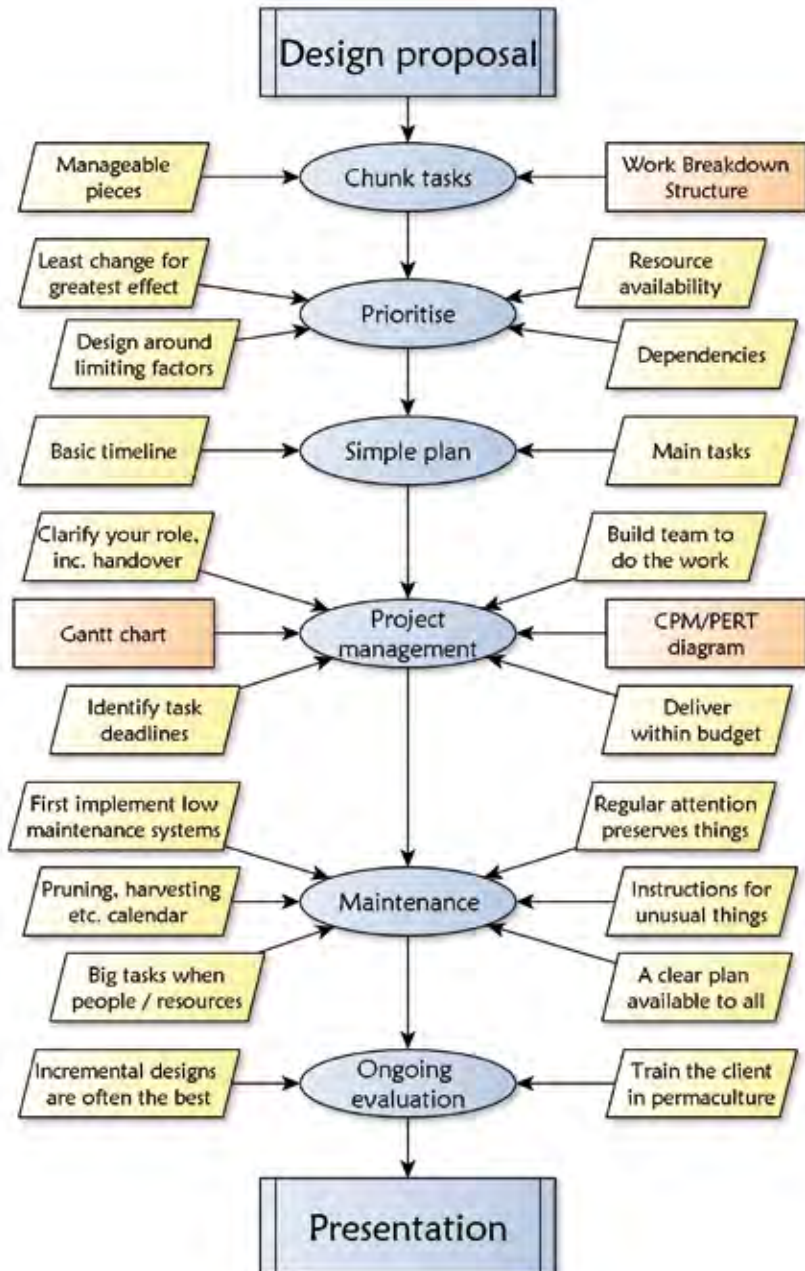 Design proposal
Manageable
pieces
Chunk tasks
Work Breakdown
Structure
Least change for
greatest effect
Resource
availability
Prioritise
Design around
limiting factors
Dependencies
Basic timeline
Simple plan
Main tasks
Clarify your role,
inc. handover
Build team to
do the work
Gantt chart
Project
management
CPM/PERT
diagram
Identify task
deadlines
Deliver
within budget
First implement low
maintenance systems
Regular attention
preserves things
Pruning, harvesting
etc. calendar
Maintenance
Instructions for
unusual things
Big tasks when
people / resources
A clear plan
available to all
Incremental designs
are often the best
Ongoing
evaluation
Train the client
in permaculture
Presentation